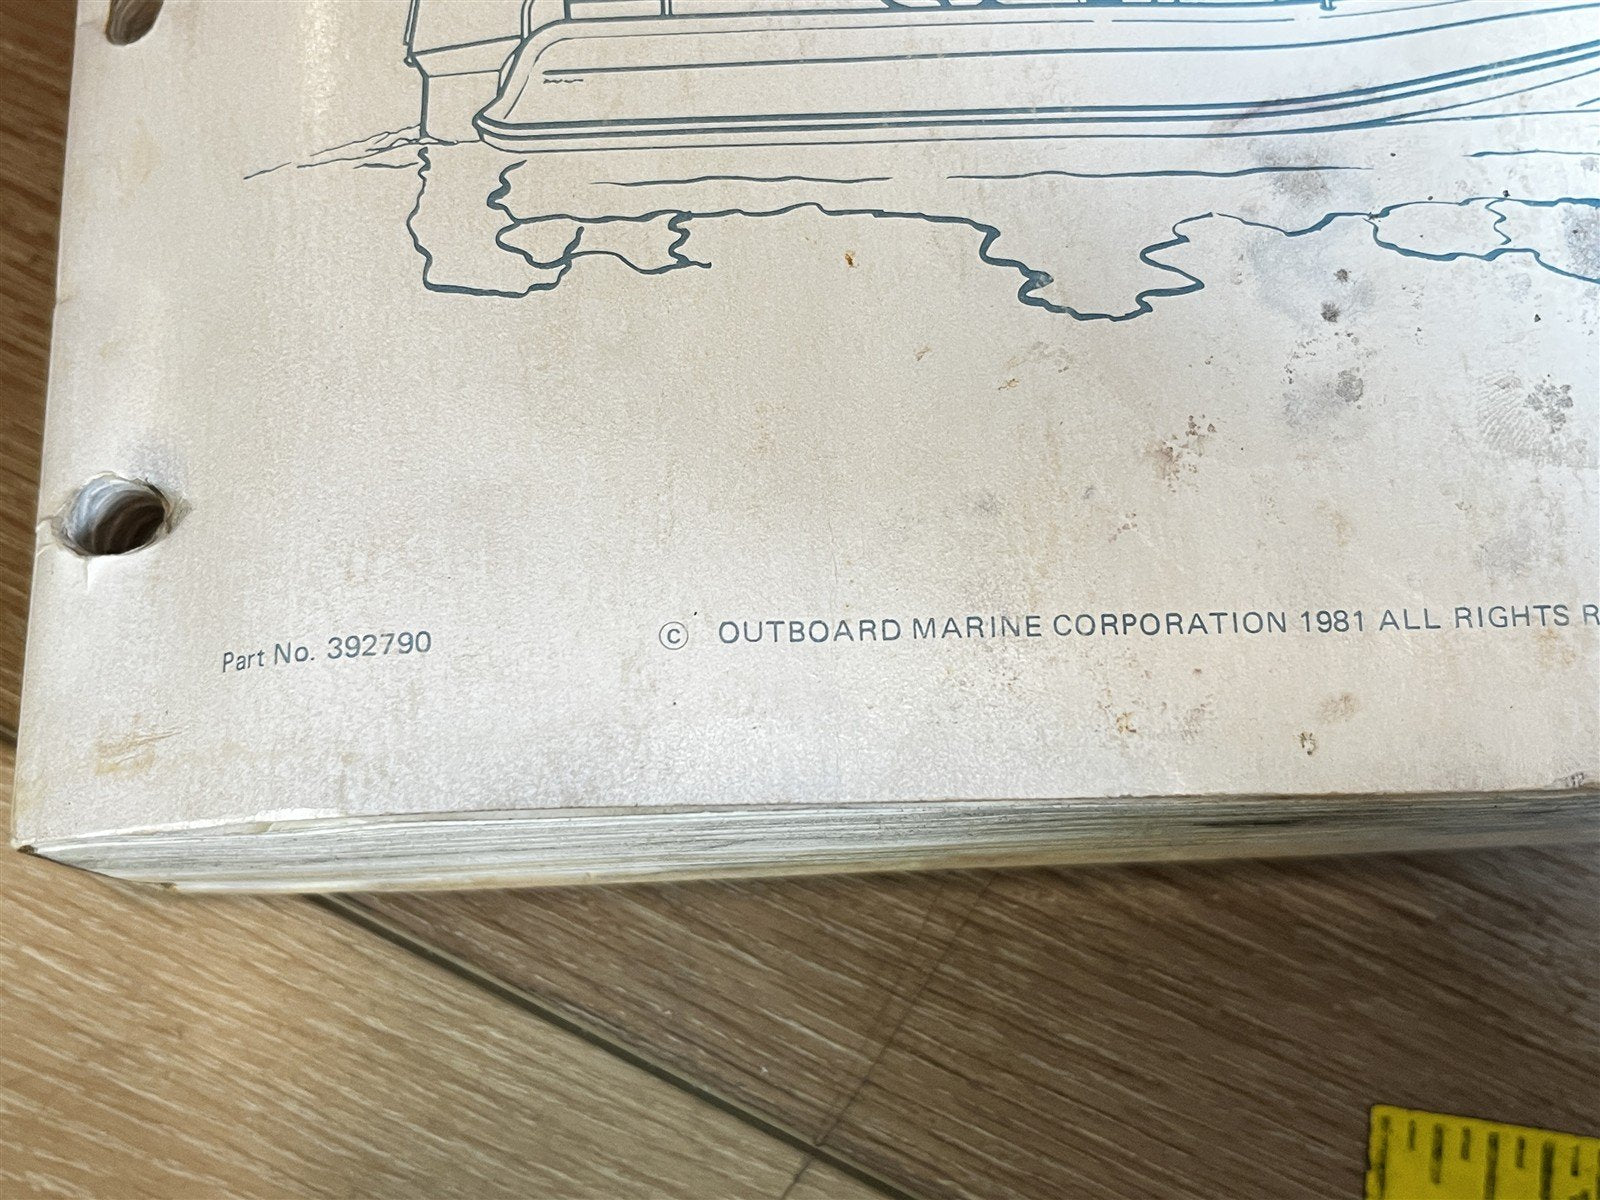 Part No. 392790
© OUTBOARD MARINE CORPORATION 1981 ALL RIGHTS R